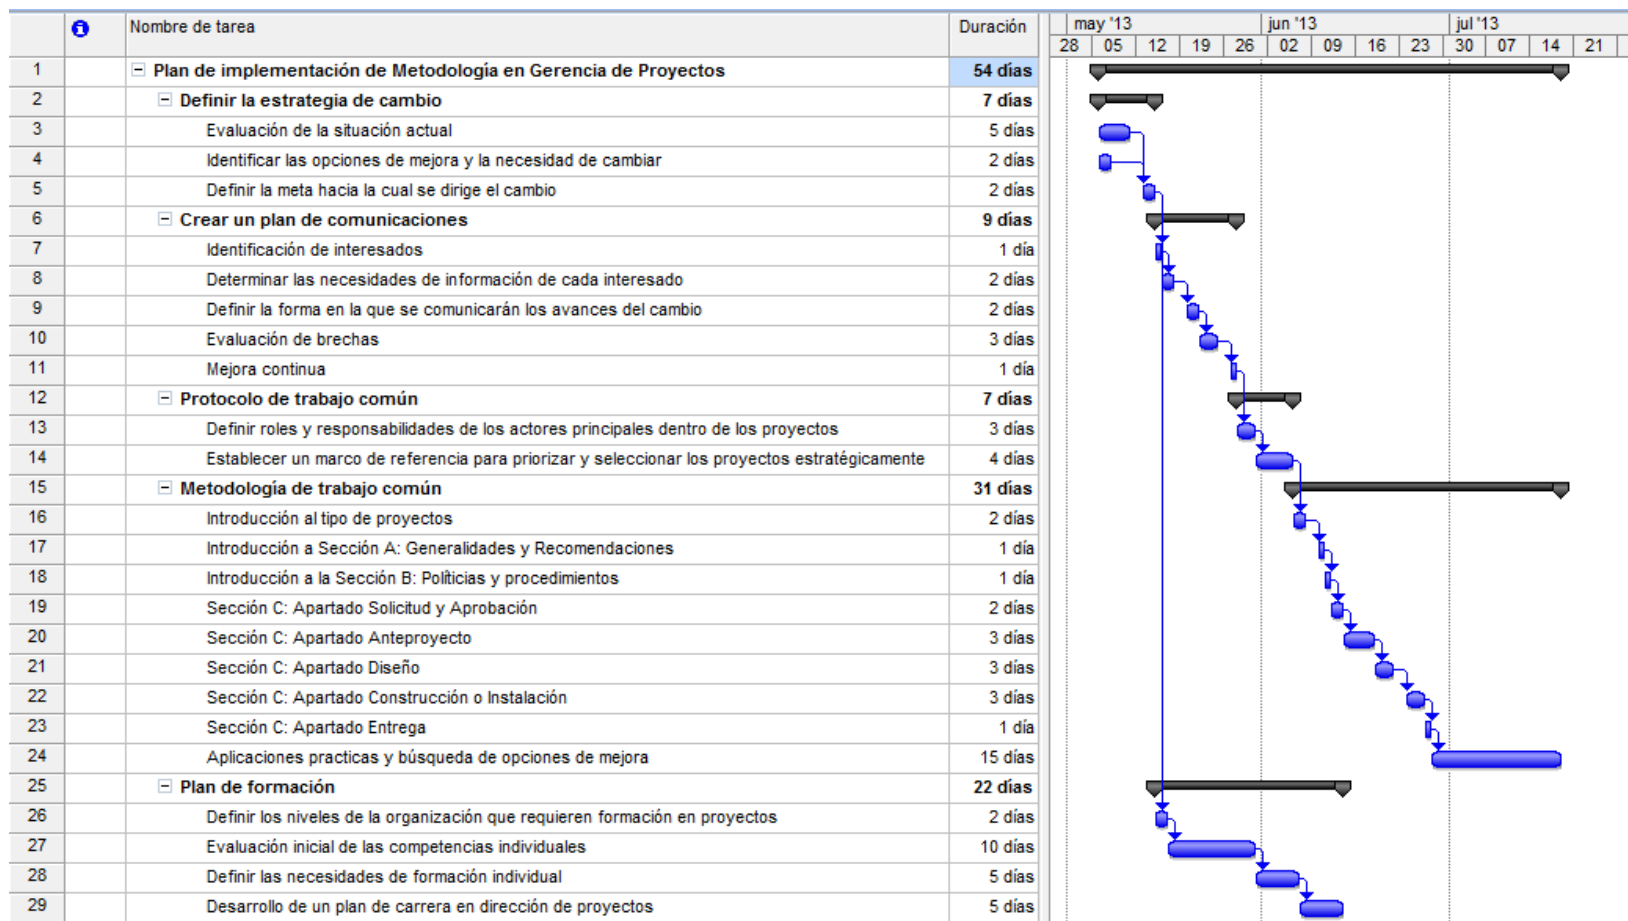 Nombre de tarea Duración may '13 jun '13 jul '13
28 05 12 19 26 02 09 16 23 30 07 14 21
1 Plan de implementación de Metodología en Gerencia de Proyectos 54 días
2 Definir la estrategia de cambio 7 días
3 Evaluación de la situación actual 5 días
4 Identificar las opciones de mejora y la necesidad de cambiar 2 días
5 Definir la meta hacia la cual se dirige el cambio 2 días
6 Crear un plan de comunicaciones 9 días
7 Identificación de interesados 1 día
8 Determinar las necesidades de información de cada interesado 2 días
9 Definir la forma en la que se comunicarán los avances del cambio 2 días
10 Evaluación de brechas 3 días
11 Mejora continua 1 día
12 Protocolo de trabajo común 7 días
13 Definir roles y responsabilidades de los actores principales dentro de los proyectos 3 días
14 Establecer un marco de referencia para priorizar y seleccionar los proyectos estratégicamente 4 días
15 Metodología de trabajo común 31 días
16 Introducción al tipo de proyectos 2 días
17 Introducción a Sección A: Generalidades y Recomendaciones 1 día
18 Introducción a la Sección B: Políticias y procedimientos 1 día
19 Sección C: Apartado Solicitud y Aprobación 2 días
20 Sección C: Apartado Anteproyecto 3 días
21 Sección C: Apartado Diseño 3 días
22 Sección C: Apartado Construcción o Instalación 3 días
23 Sección C: Apartado Entrega 1 día
24 Aplicaciones practicas y búsqueda de opciones de mejora 15 días
25 Plan de formación 22 días
26 Definir los niveles de la organización que requieren formación en proyectos 2 días
27 Evaluación inicial de las competencias individuales 10 días
28 Definir las necesidades de formación individual 5 días
29 Desarrollo de un plan de carrera en dirección de proyectos 5 días